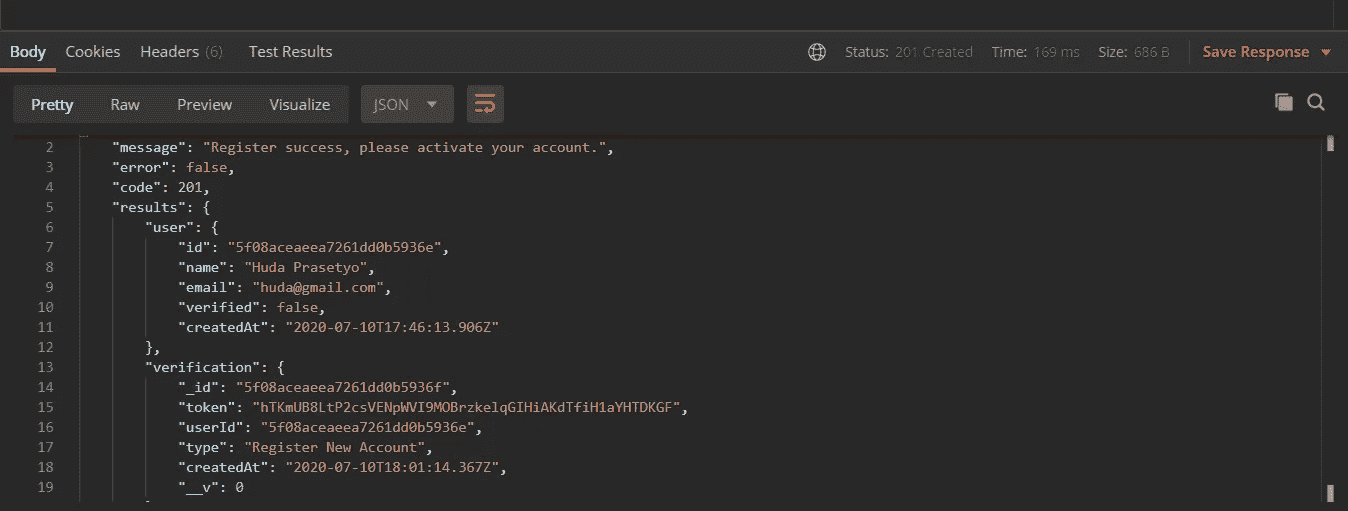 Body Cookies Headers (6) Test Results Status: 201 Created Time: 169 ms Size: 686 B Save Response
Pretty Raw Preview Visualize JSON
2 "message": "Register success, please activate your account.",
3 "error": false,
4 "code": 201,
5 "results": {
6 "user": {
7 "id": "5f08aceaeea7261dd0b5936e",
8 "name": "Huda Prasetyo",
9 "email": "huda@gmail.com",
10 "verified": false,
11 "createdAt": "2020-07-10T17:46:13.906Z"
12 },
13 "verification": {
14 "_id": "5f08aceaeea7261dd0b5936f",
15 "token": "hTKmUB8LtP2csVENpWVI9MOBrzkelqGIHiAKdTfiH1aYHTDKGF",
16 "userId": "5f08aceaeea7261dd0b5936e",
17 "type": "Register New Account",
18 "createdAt": "2020-07-10T18:01:14.367Z",
19 "__v": 0